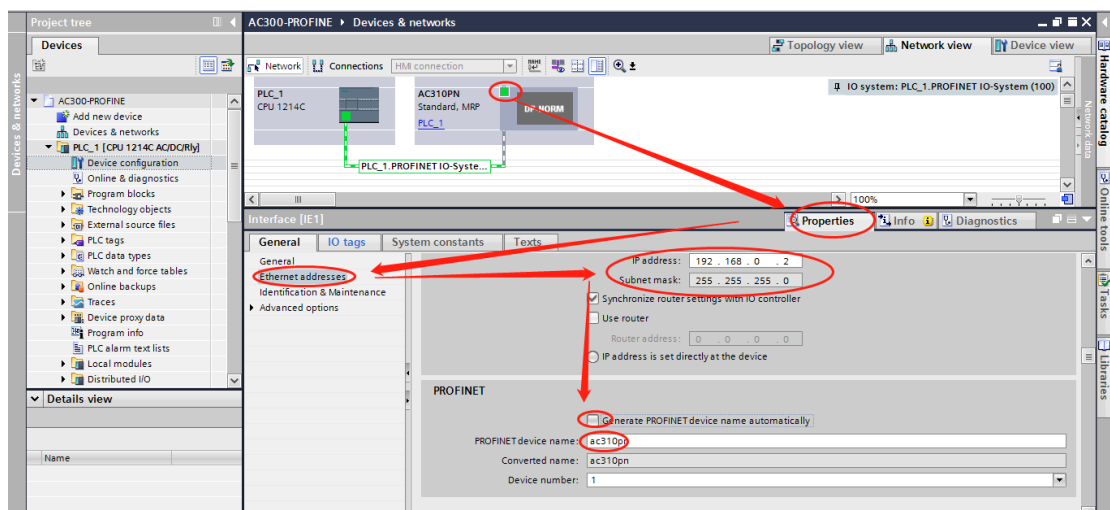 Project tree
Devices
Devices & networks
AC300-PROFINE
Add new device
Devices & networks
PLC_1 [CPU 1214C AC/DC/Rly]
Device configuration
Online & diagnostics
Program blocks
Technology objects
External source files
PLC tags
PLC data types
Watch and force tables
Online backups
Traces
Device proxy data
Program info
PLC alarm text lists
Local modules
Distributed I/O
Details view
Name
AC300-PROFINE Devices & networks
Topology view
Network view
Device view
Network
Connections
HMI connection
IO system: PLC_1.PROFINET IO-System (100)
PLC_1
CPU 1214C
AC310PN
Standard, MRP
PLC_1
DP-NORM
PLC_1.PROFINET IO-Syste...
100%
Network data
Interface [IE1]
Properties
Info
Diagnostics
General
IO tags
System constants
Texts
General
Ethernet addresses
Identification & Maintenance
Advanced options
IP address: 192 . 168 . 0 . 2
Subnet mask: 255 . 255 . 255 . 0
Synchronize router settings with IO controller
Use router
Router address: 0 . 0 . 0 . 0
IP address is set directly at the device
PROFINET
Generate PROFINET device name automatically
PROFINET device name: ac310pn
Converted name: ac310pn
Device number: 1
Hardware catalog
Online tools
Tasks
Libraries